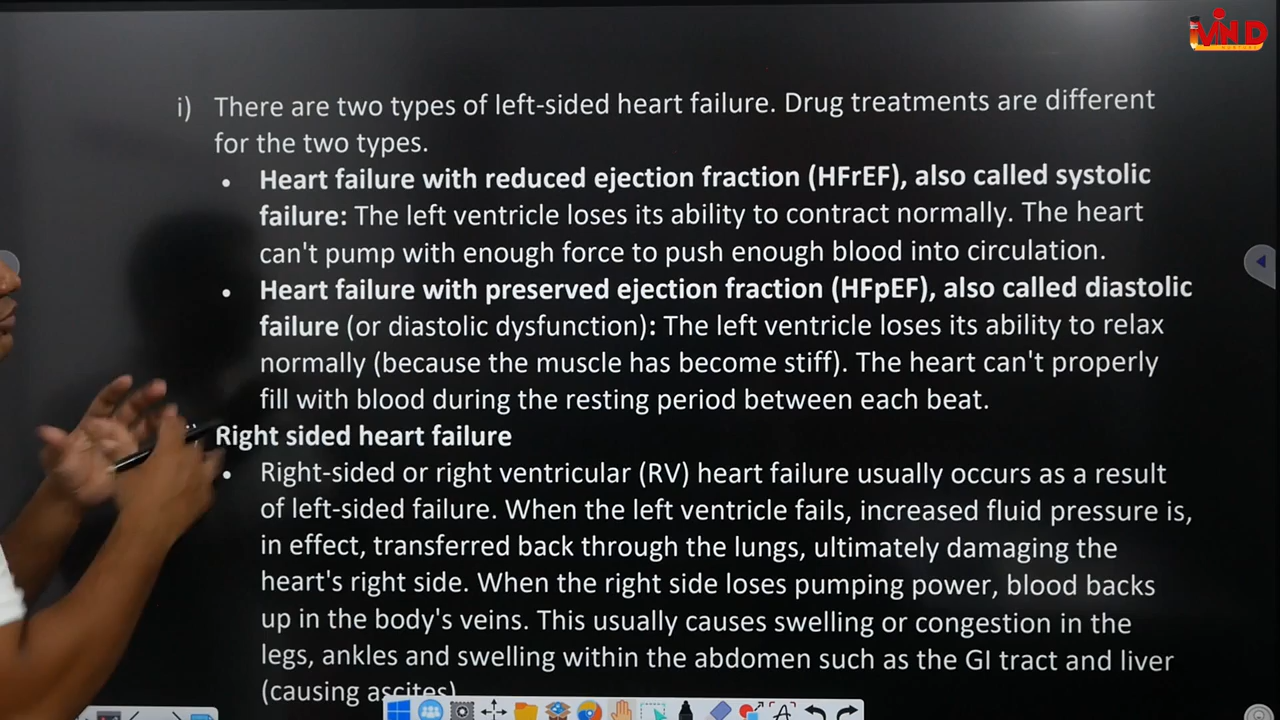 i) There are two types of left-sided heart failure. Drug treatments are different
for the two types.
• Heart failure with reduced ejection fraction (HFrEF), also called systolic
failure: The left ventricle loses its ability to contract normally. The heart
can't pump with enough force to push enough blood into circulation.
• Heart failure with preserved ejection fraction (HFpEF), also called diastolic
failure (or diastolic dysfunction): The left ventricle loses its ability to relax
normally (because the muscle has become stiff). The heart can't properly
fill with blood during the resting period between each beat.
Right sided heart failure
• Right-sided or right ventricular (RV) heart failure usually occurs as a result
of left-sided failure. When the left ventricle fails, increased fluid pressure is,
in effect, transferred back through the lungs, ultimately damaging the
heart's right side. When the right side loses pumping power, blood backs
up in the body's veins. This usually causes swelling or congestion in the
legs, ankles and swelling within the abdomen such as the GI tract and liver
(causing ascites)